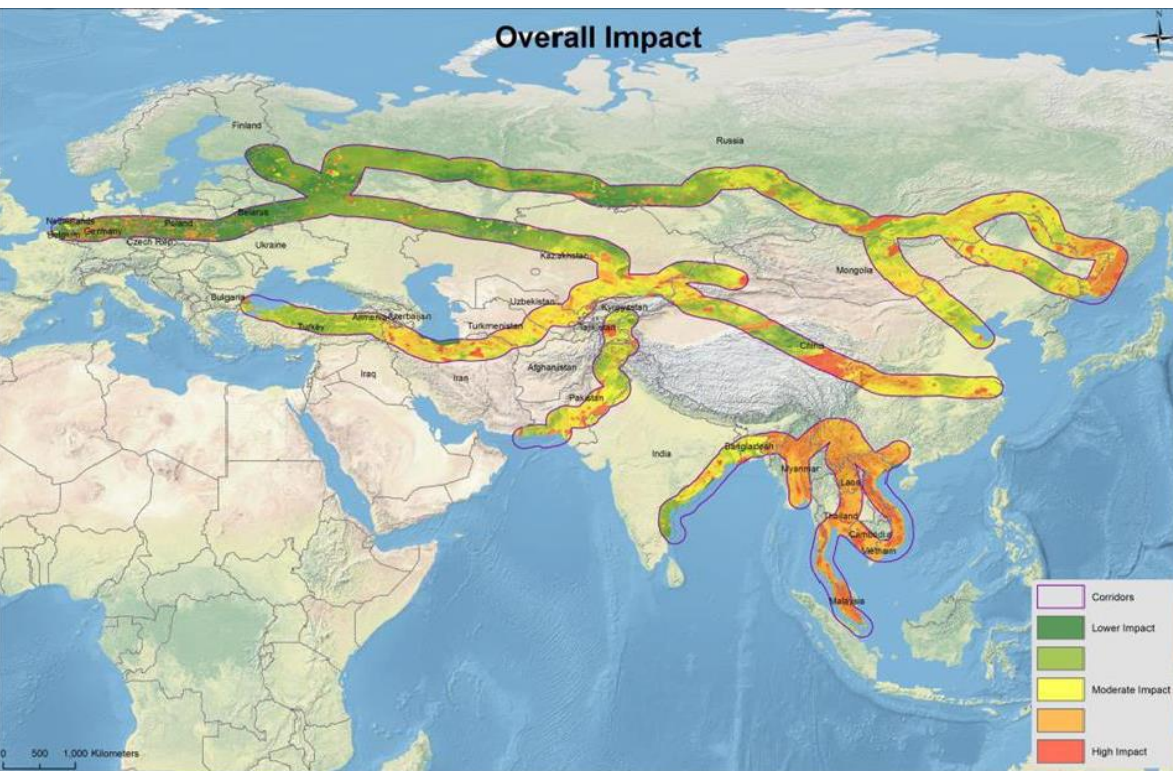 Overall Impact
N
Finland
Russia
Netherlands
Belgium
Germany
Poland
Belarus
Czech Rep.
Ukraine
Kazakhstan
Mongolia
Bulgaria
Turkey
Armenia
Azerbaijan
Uzbekistan
Kyrgyzstan
Turkmenistan
Tajikistan
China
Iraq
Iran
Afghanistan
Pakistan
India
Bangladesh
Myanmar
Laos
Thailand
Cambodia
Vietnam
Malaysia
Corridors
Lower Impact
Moderate Impact
High Impact
0 500 1,000 Kilometers